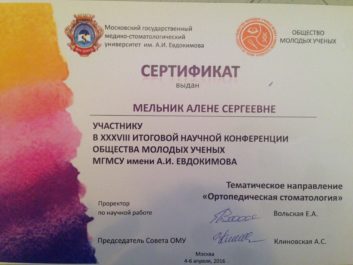 Московский государственный
медико-стоматологический
университет им. А.И. Евдокимова
ОБЩЕСТВО
МОЛОДЫХ УЧЕНЫХ
СЕРТИФИКАТ
выдан
МЕЛЬНИК АЛЕНЕ СЕРГЕЕВНЕ
УЧАСТНИКУ
В XXXVIII ИТОГОВОЙ НАУЧНОЙ КОНФЕРЕНЦИИ
ОБЩЕСТВА МОЛОДЫХ УЧЕНЫХ
МГМСУ имени А.И. ЕВДОКИМОВА
Тематическое направление
«Ортопедическая стоматология»
Проректор
по научной работе
Вольская Е.А.
Председатель Совета ОМУ
Клиновская А.С.
Москва
4-6 апреля, 2016